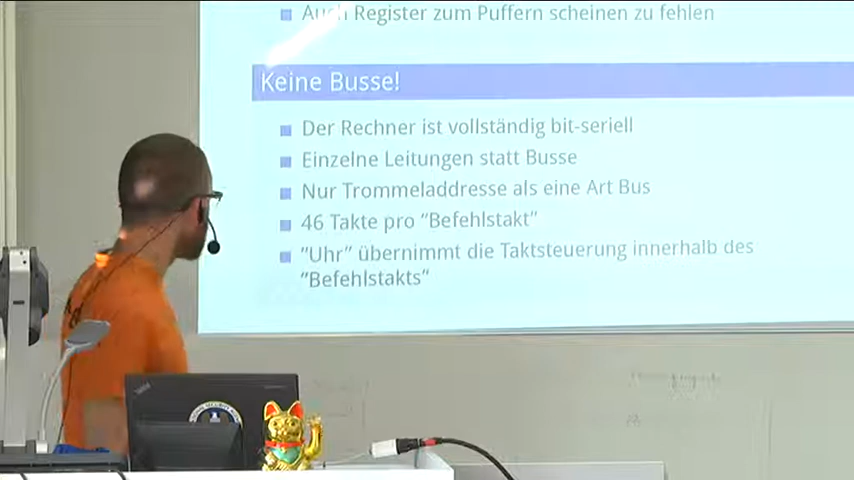 Auch Register zum Puffern scheinen zu fehlen
Keine Busse!
Der Rechner ist vollständig bit-seriell
Einzelne Leitungen statt Busse
Nur Trommeladdresse als eine Art Bus
46 Takte pro "Befehlstakt"
"Uhr" übernimmt die Taktsteuerung innerhalb des
"Befehlstakts"